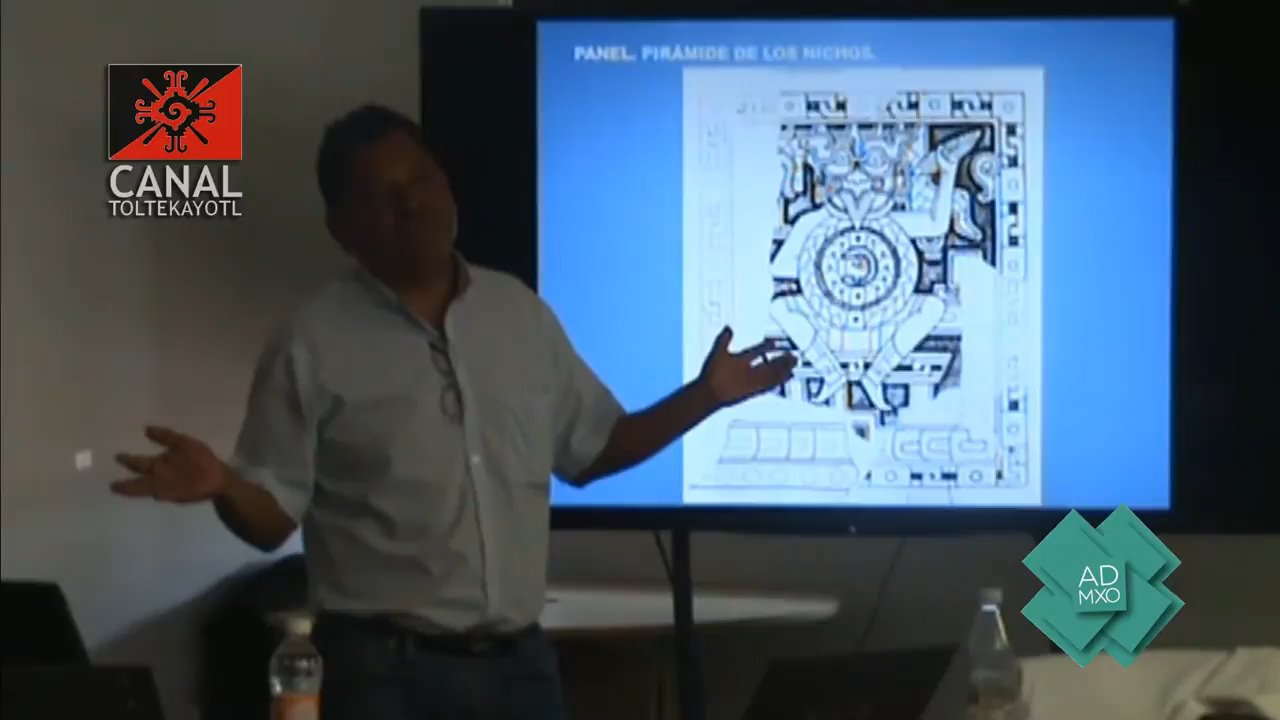 PANEL. PIRÁMIDE DE LOS NICHOS.
CANAL
TOLTEKAYOTL
AD
MXO